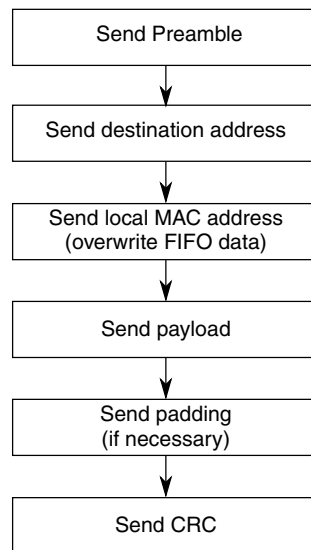 Send Preamble
Send destination address
Send local MAC address
(overwrite FIFO data)
Send payload
Send padding
(if necessary)
Send CRC